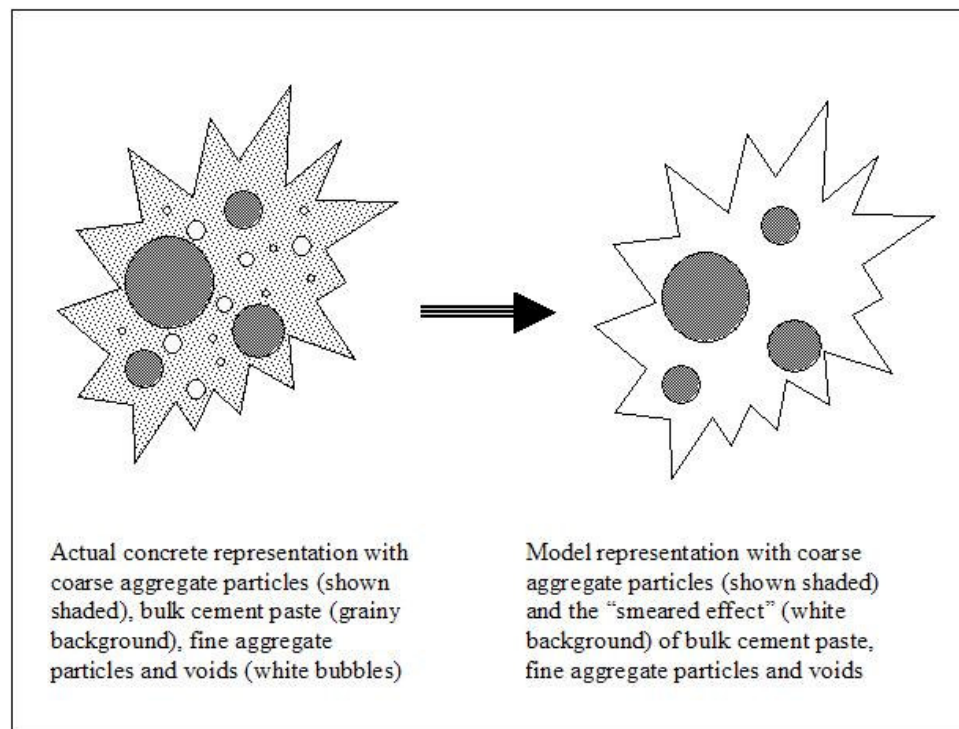 Actual concrete representation with
coarse aggregate particles (shown
shaded), bulk cement paste (grainy
background), fine aggregate
particles and voids (white bubbles)
Model representation with coarse
aggregate particles (shown shaded)
and the “smeared effect” (white
background) of bulk cement paste,
fine aggregate particles and voids